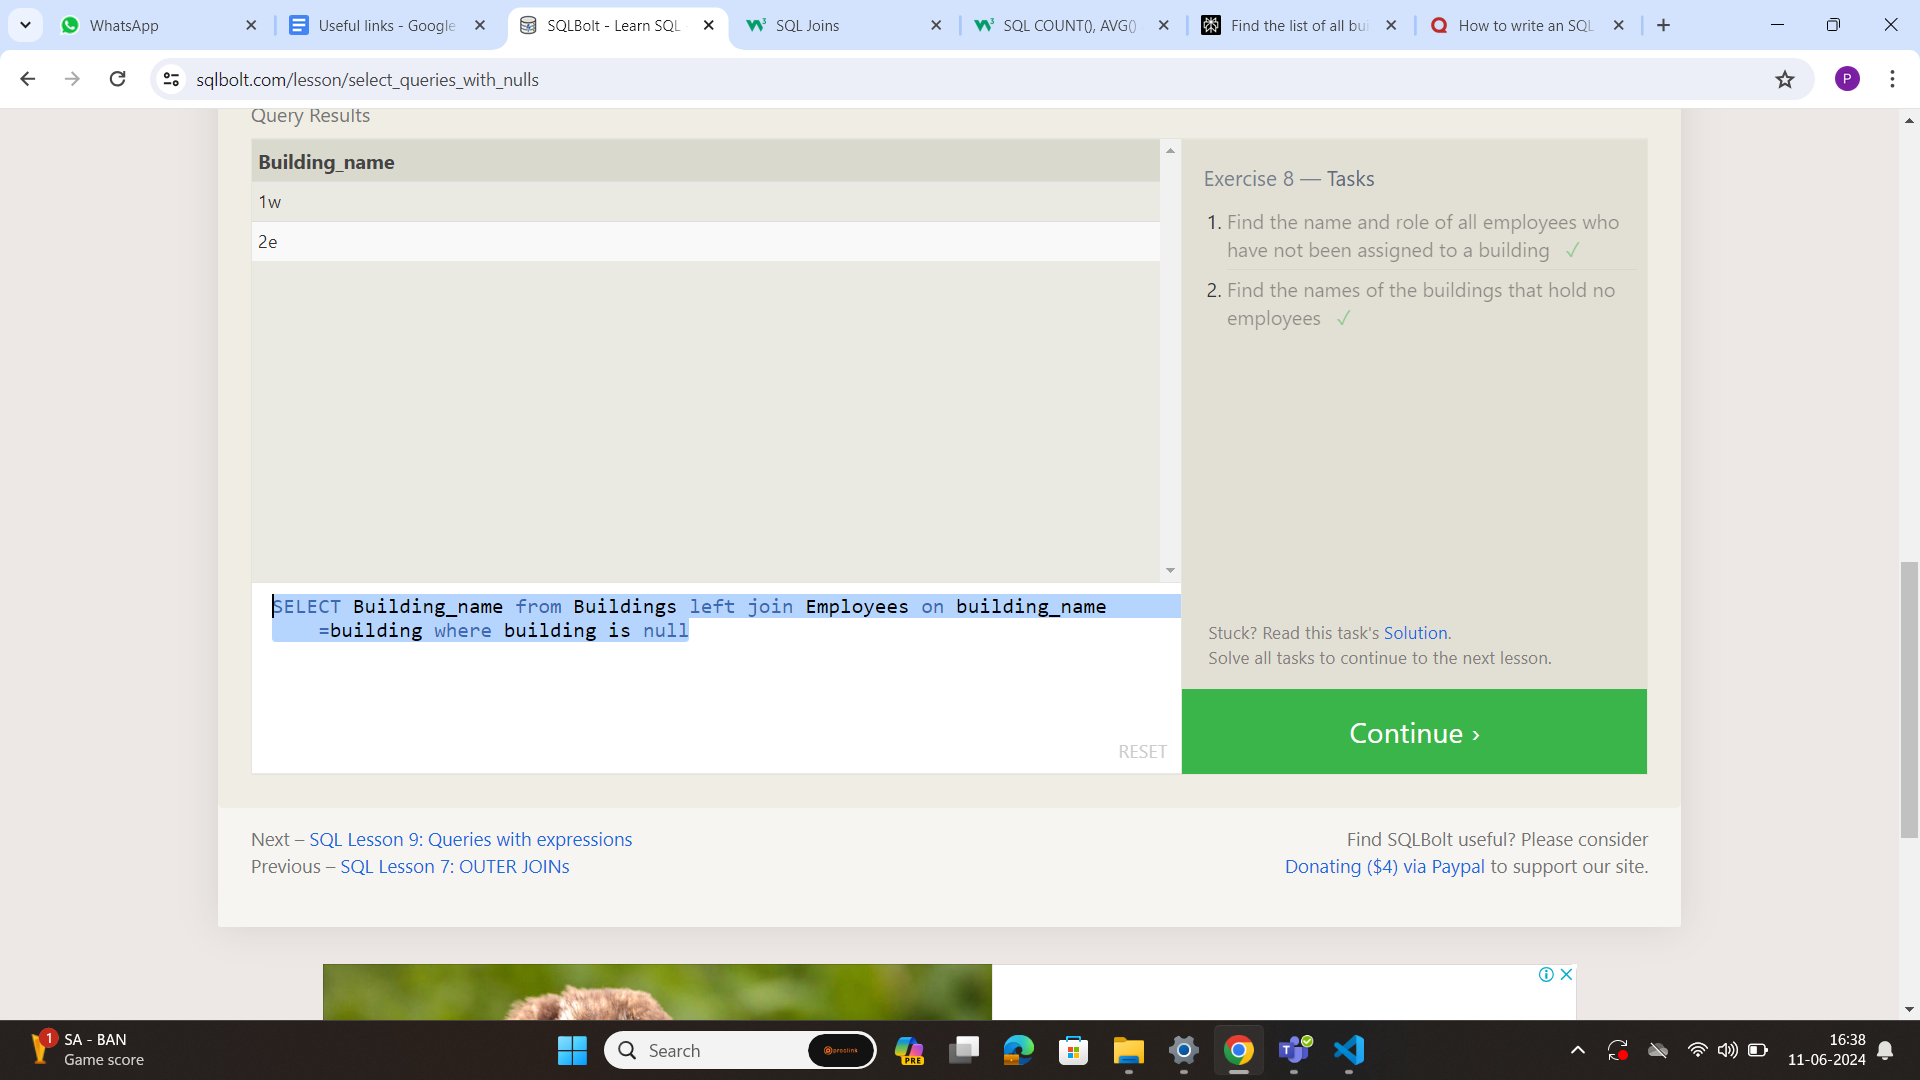 WhatsApp
Useful links - Google
SQLBolt - Learn SQL
SQL Joins
SQL COUNT(), AVG()
Find the list of all bui
How to write an SQL
sqlbolt.com/lesson/select_queries_with_nulls
P
Query Results
Building_name
1w
2e
Exercise 8 — Tasks
1. Find the name and role of all employees who
have not been assigned to a building ✓
2. Find the names of the buildings that hold no
employees ✓
SELECT Building_name from Buildings left join Employees on building_name
=building where building is null
RESET
Stuck? Read this task's Solution.
Solve all tasks to continue to the next lesson.
Continue ›
Next – SQL Lesson 9: Queries with expressions
Previous – SQL Lesson 7: OUTER JOINs
Find SQLBolt useful? Please consider
Donating ($4) via Paypal to support our site.
1
SA - BAN
Game score
Search
proclink
PRE
16:38
11-06-2024